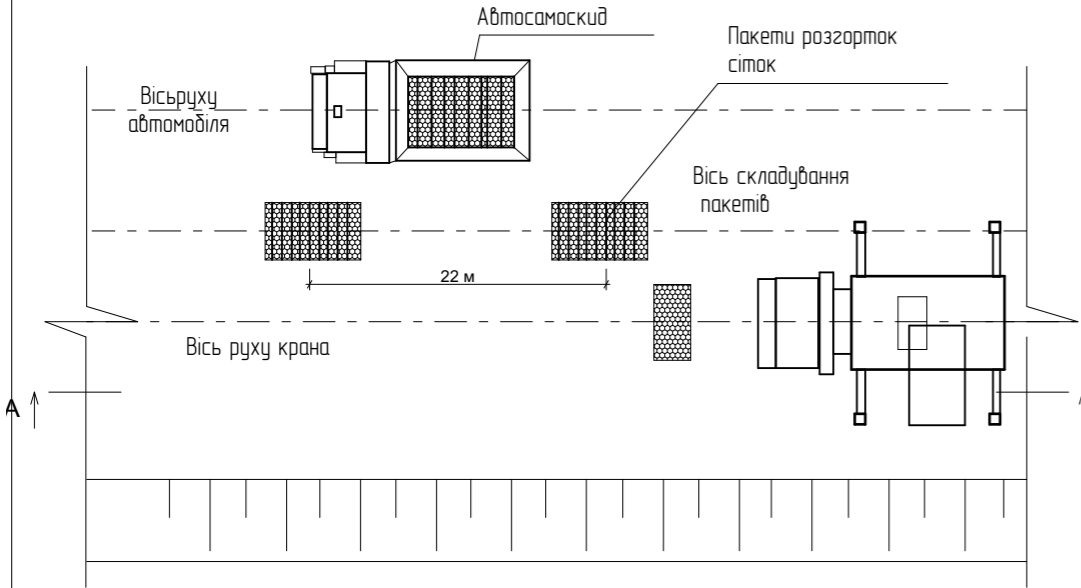 Автосамоскид
Пакети розгорток
сіток
Вісьруху
автомобіля
Вісь складування
пакетів
22 м
Вісь руху крана
А